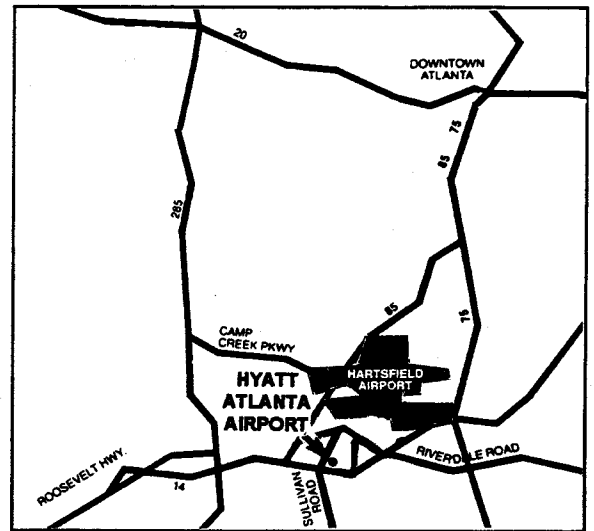 20
DOWNTOWN
ATLANTA
75
85
285
85
75
CAMP
CREEK PKWY
HARTSFIELD
AIRPORT
HYATT
ATLANTA
AIRPORT
RIVERDALE ROAD
ROOSEVELT HWY.
14
SULLIVAN
ROAD